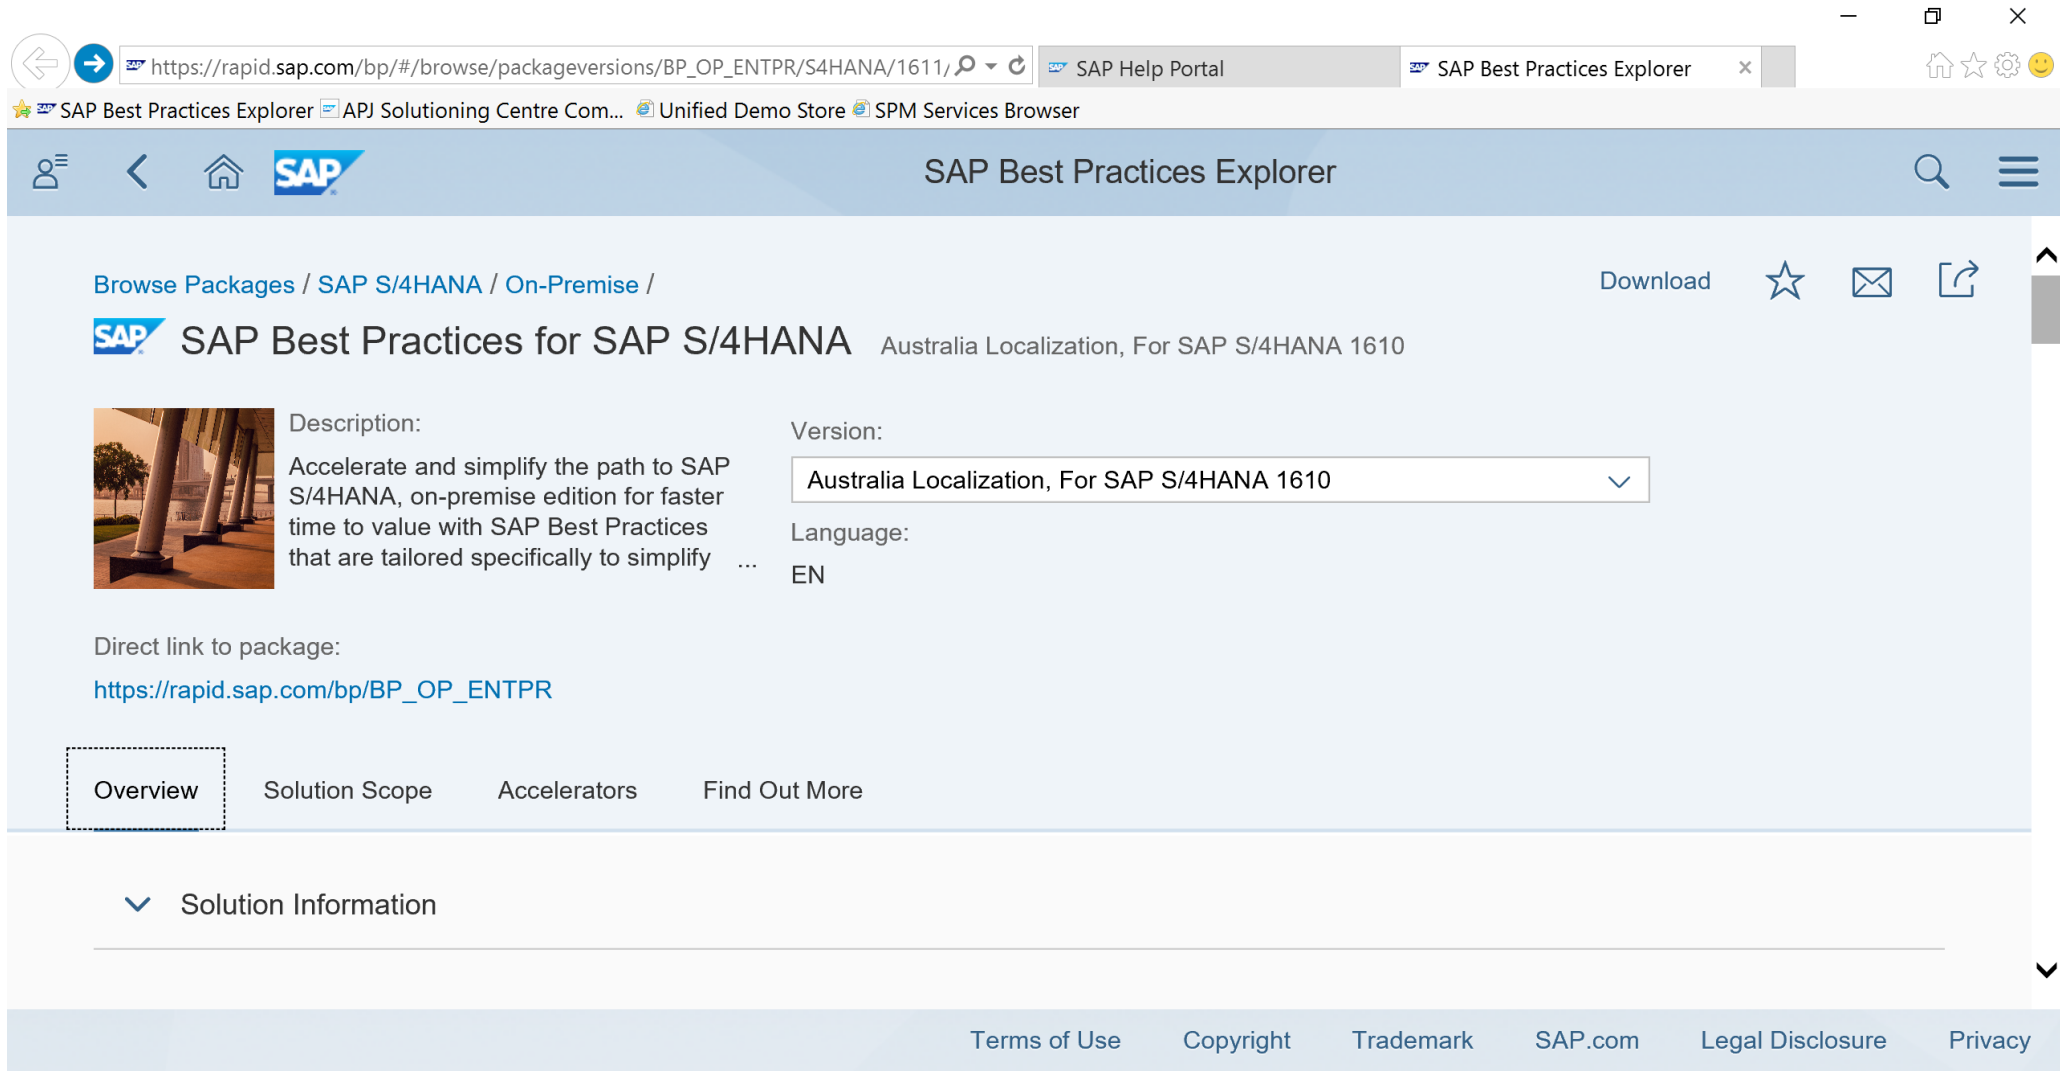 https://rapid.sap.com/bp/#/browse/packageversions/BP_OP_ENTPR/S4HANA/1611/
SAP Help Portal
SAP Best Practices Explorer
SAP Best Practices Explorer
APJ Solutioning Centre Com...
Unified Demo Store
SPM Services Browser
SAP
SAP Best Practices Explorer
Browse Packages / SAP S/4HANA / On-Premise /
Download
SAP SAP Best Practices for SAP S/4HANA Australia Localization, For SAP S/4HANA 1610
Description:
Accelerate and simplify the path to SAP
S/4HANA, on-premise edition for faster
time to value with SAP Best Practices
that are tailored specifically to simplify ...
Version:
Australia Localization, For SAP S/4HANA 1610
Language:
EN
Direct link to package:
https://rapid.sap.com/bp/BP_OP_ENTPR
Overview
Solution Scope
Accelerators
Find Out More
Solution Information
Terms of Use
Copyright
Trademark
SAP.com
Legal Disclosure
Privacy